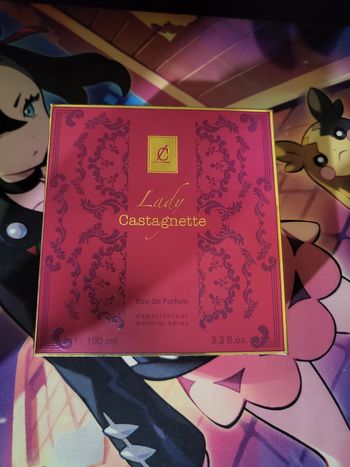 Lady
Castagnette
Eau de Parfum
Vaporisateur
Natural Spray
100 ml 3.3 fl.oz.